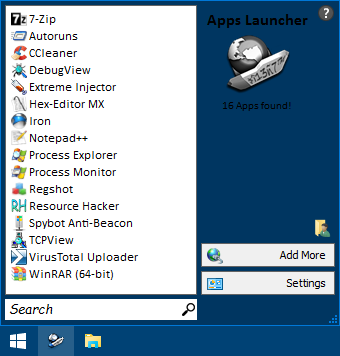 7-Zip
Autoruns
CCleaner
DebugView
Extreme Injector
Hex-Editor MX
Iron
Notepad++
Process Explorer
Process Monitor
Regshot
Resource Hacker
Spybot Anti-Beacon
TCPView
VirusTotal Uploader
WinRAR (64-bit)
Search
Apps Launcher
?
16 Apps found!
Add More
Settings